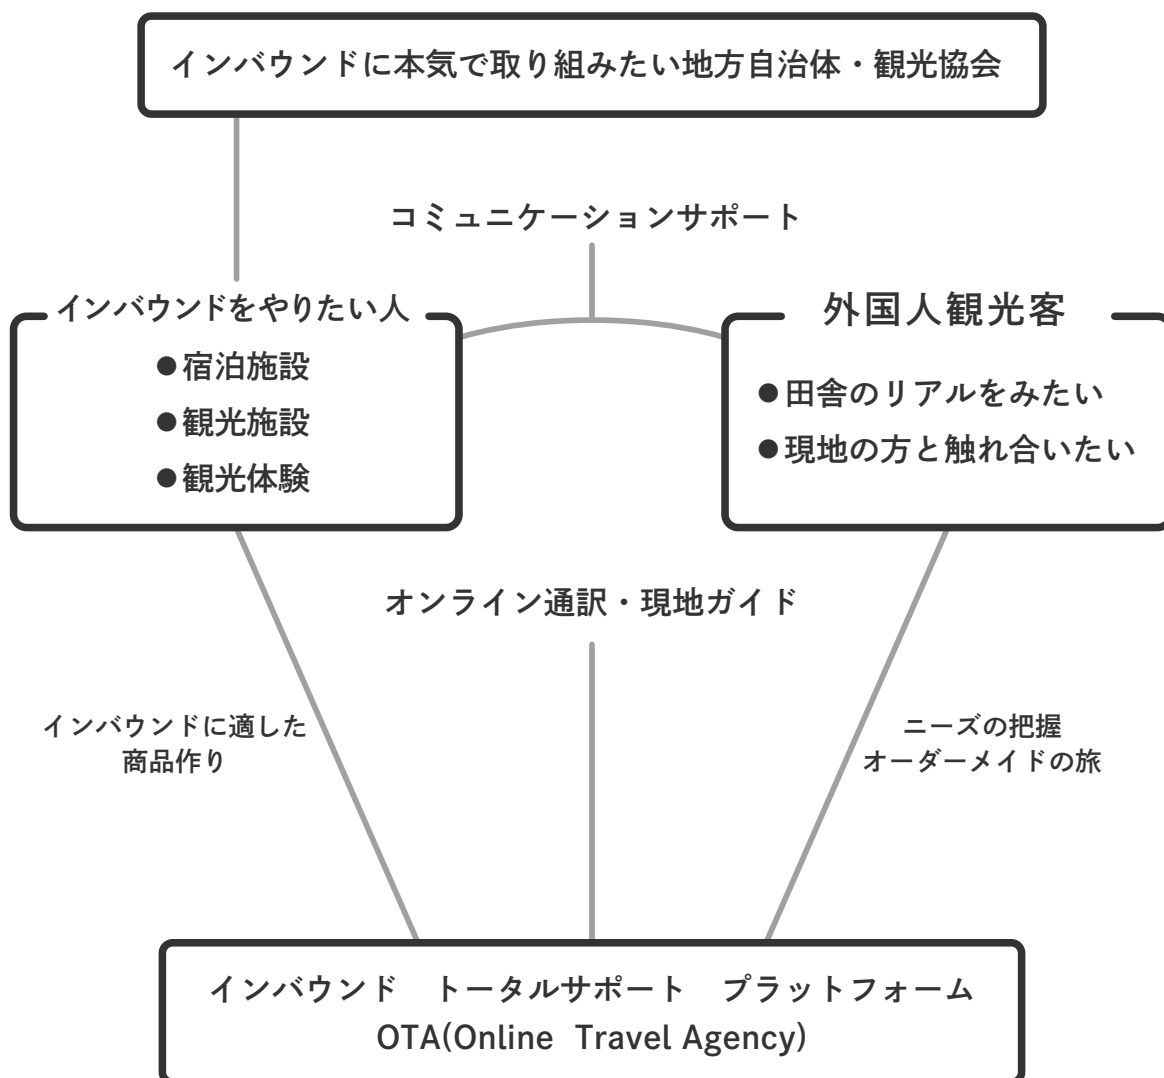 インバウンドに本気で取り組みたい地方自治体・観光協会
コミュニケーションサポート
インバウンドをやりたい人
●宿泊施設
●観光施設
●観光体験
外国人観光客
●田舎のリアルをみたい
●現地の方と触れ合いたい
オンライン通訳・現地ガイド
インバウンドに適した
商品作り
ニーズの把握
オーダーメイドの旅
インバウンド　トータルサポート　プラットフォーム
OTA(Online Travel Agency)